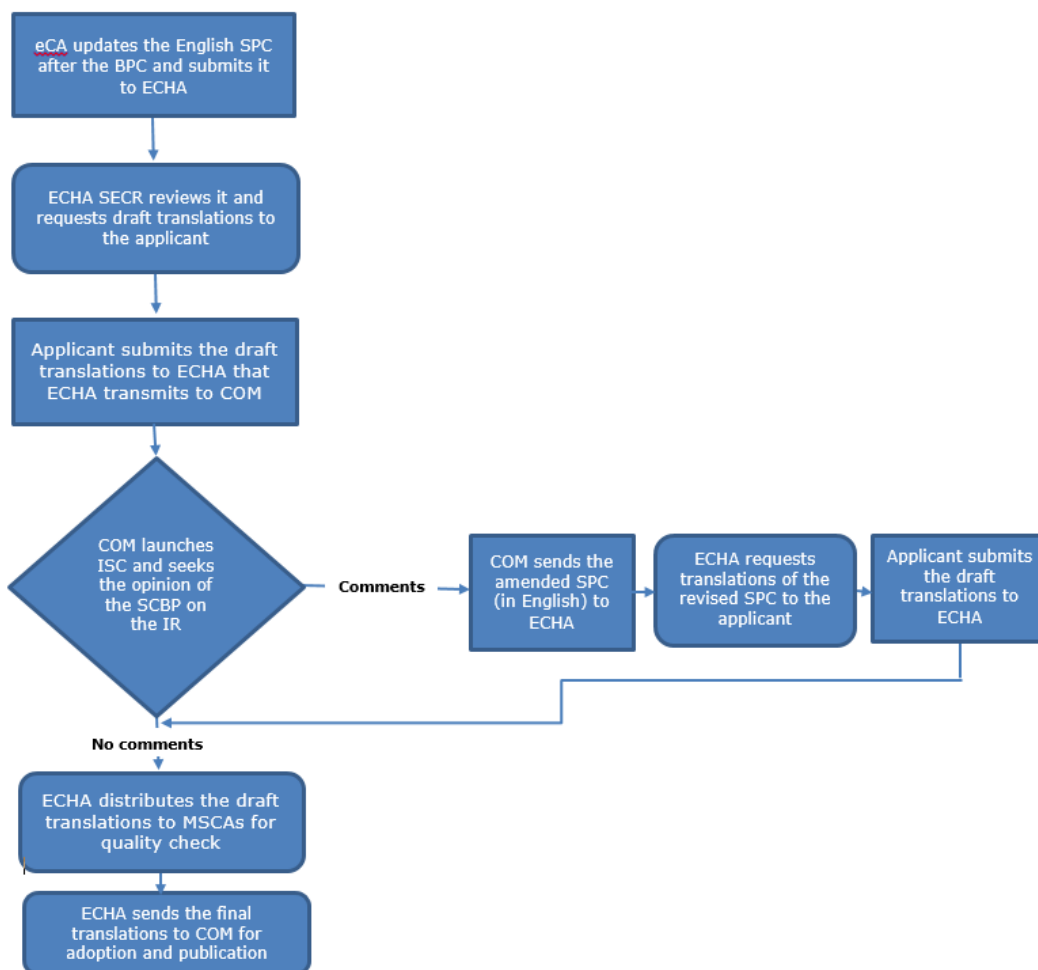 eCA updates the English SPC
after the BPC and submits it
to ECHA
ECHA SECR reviews it and
requests draft translations to
the applicant
Applicant submits the draft
translations to ECHA that
ECHA transmits to COM
COM launches
ISC and seeks
the opinion of
the SCBP on
the IR
Comments
COM sends the
amended SPC
(in English) to
ECHA
ECHA requests
translations of the
revised SPC to the
applicant
Applicant submits
the draft
translations to
ECHA
No comments
ECHA distributes the draft
translations to MSCAs for
quality check
ECHA sends the final
translations to COM for
adoption and publication